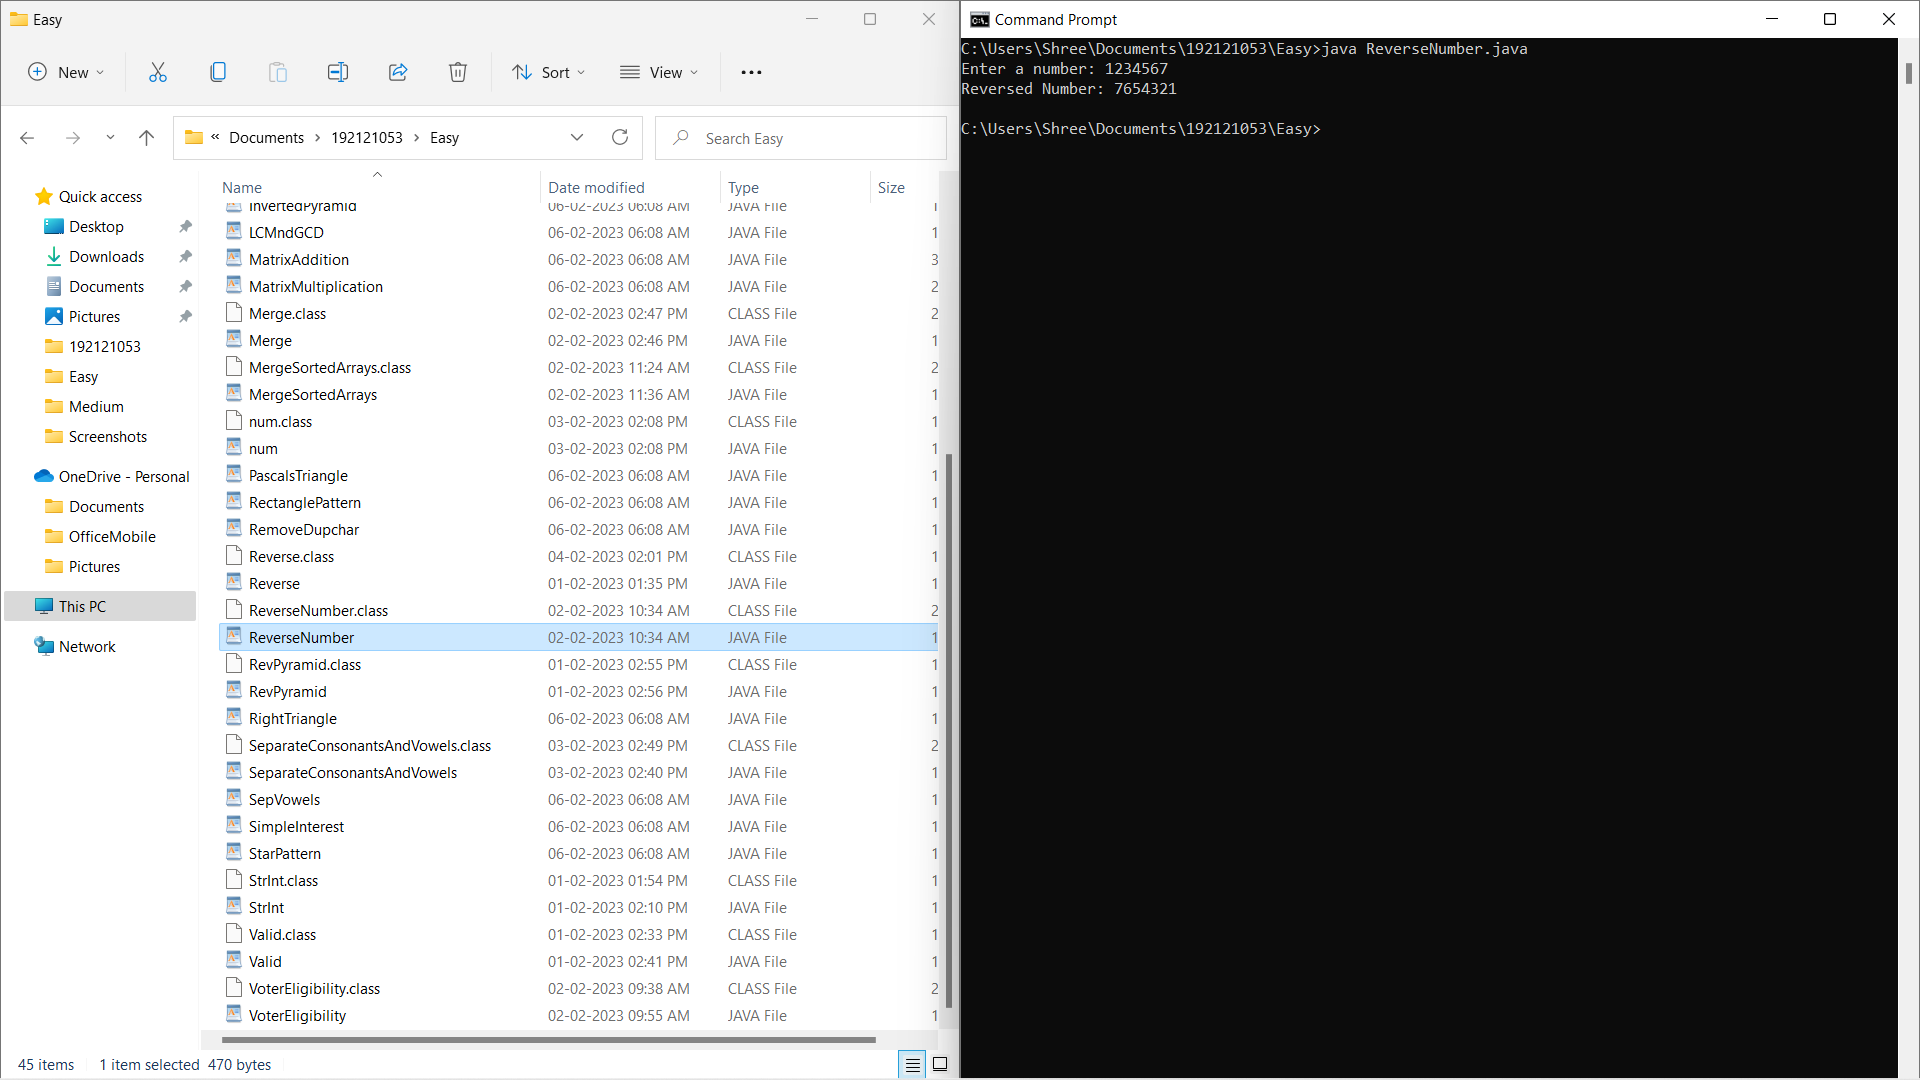 Easy
New
Sort
View
« Documents > 192121053 > Easy
Search Easy
Quick access
Desktop
Downloads
Documents
Pictures
192121053
Easy
Medium
Screenshots
OneDrive - Personal
Documents
OfficeMobile
Pictures
This PC
Network
Name Date modified Type Size
InvertedPyramid 06-02-2023 06:08 AM JAVA File 1
LCMndGCD 06-02-2023 06:08 AM JAVA File 1
MatrixAddition 06-02-2023 06:08 AM JAVA File 3
MatrixMultiplication 06-02-2023 06:08 AM JAVA File 2
Merge.class 02-02-2023 02:47 PM CLASS File 2
Merge 02-02-2023 02:46 PM JAVA File 1
MergeSortedArrays.class 02-02-2023 11:24 AM CLASS File 2
MergeSortedArrays 02-02-2023 11:36 AM JAVA File 1
num.class 03-02-2023 02:08 PM CLASS File 1
num 03-02-2023 02:08 PM JAVA File 1
PascalsTriangle 06-02-2023 06:08 AM JAVA File 1
RectanglePattern 06-02-2023 06:08 AM JAVA File 1
RemoveDupchar 06-02-2023 06:08 AM JAVA File 1
Reverse.class 04-02-2023 02:01 PM CLASS File 1
Reverse 01-02-2023 01:35 PM JAVA File 1
ReverseNumber.class 02-02-2023 10:34 AM CLASS File 2
ReverseNumber 02-02-2023 10:34 AM JAVA File 1
RevPyramid.class 01-02-2023 02:55 PM CLASS File 1
RevPyramid 01-02-2023 02:56 PM JAVA File 1
RightTriangle 06-02-2023 06:08 AM JAVA File 1
SeparateConsonantsAndVowels.class 03-02-2023 02:49 PM CLASS File 2
SeparateConsonantsAndVowels 03-02-2023 02:40 PM JAVA File 1
SepVowels 06-02-2023 06:08 AM JAVA File 1
SimpleInterest 06-02-2023 06:08 AM JAVA File 1
StarPattern 06-02-2023 06:08 AM JAVA File 1
StrInt.class 01-02-2023 01:54 PM CLASS File 1
StrInt 01-02-2023 02:10 PM JAVA File 1
Valid.class 01-02-2023 02:33 PM CLASS File 1
Valid 01-02-2023 02:41 PM JAVA File 1
VoterEligibility.class 02-02-2023 09:38 AM CLASS File 2
VoterEligibility 02-02-2023 09:55 AM JAVA File 1
45 items 1 item selected 470 bytes
Command Prompt
C:\Users\Shree\Documents\192121053\Easy>java ReverseNumber.java
Enter a number: 1234567
Reversed Number: 7654321
C:\Users\Shree\Documents\192121053\Easy>